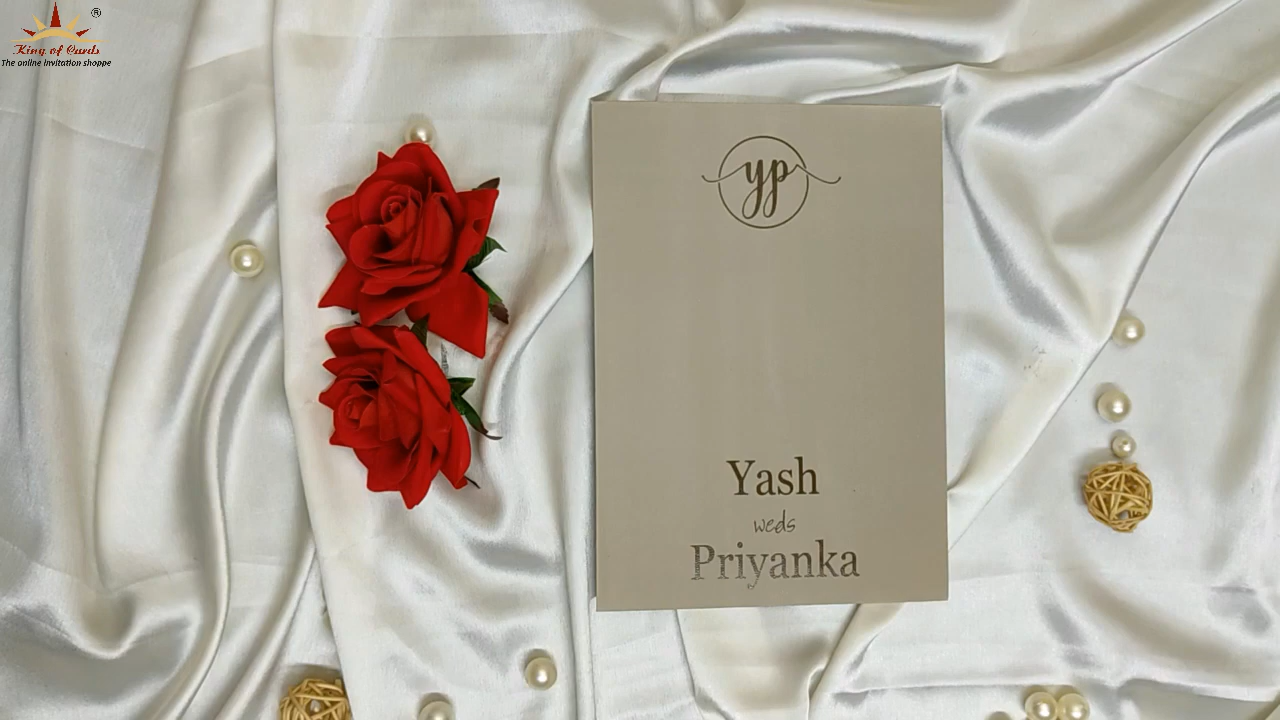 ®
King of Cards
The online invitation shoppe
yp
Yash
weds
Priyanka